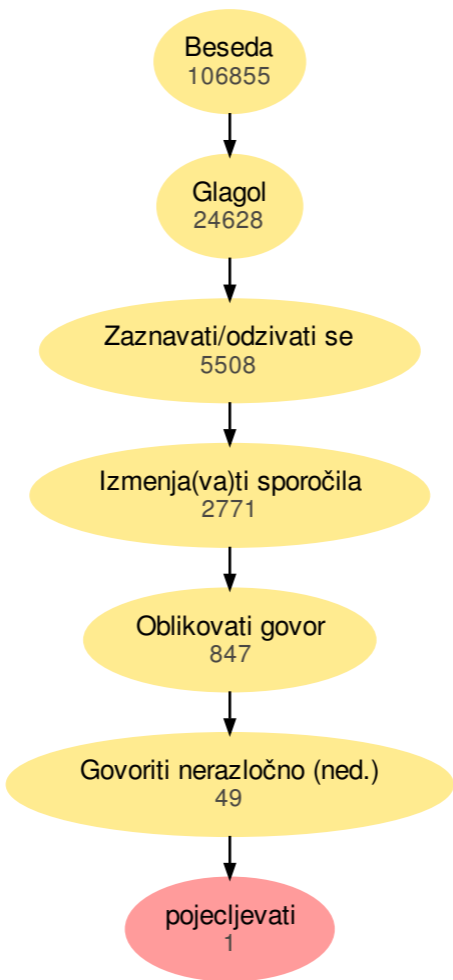 Beseda
106855
Glagol
24628
Zaznavati/odzivati se
5508
Izmenja(va)ti sporočila
2771
Oblikovati govor
847
Govoriti nerazločno (ned.)
49
pojecljevati
1